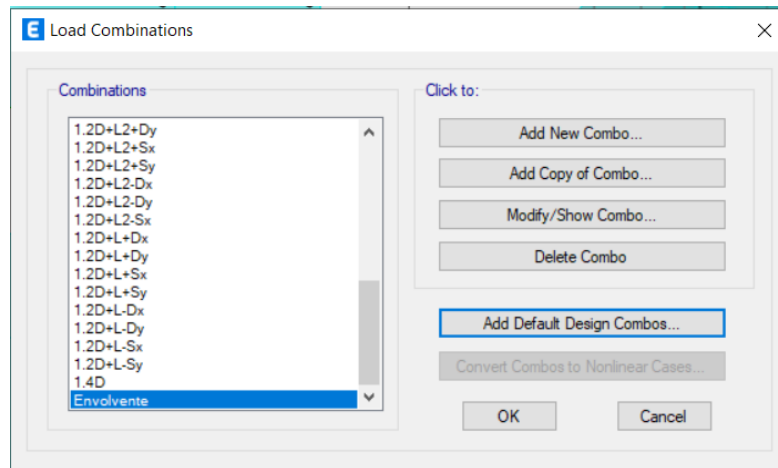 E Load Combinations
Combinations
1.2D+L2+Dy
1.2D+L2+Sx
1.2D+L2+Sy
1.2D+L2-Dx
1.2D+L2-Dy
1.2D+L2-Sx
1.2D+L+Dx
1.2D+L+Dy
1.2D+L+Sx
1.2D+L+Sy
1.2D+L-Dx
1.2D+L-Dy
1.2D+L-Sx
1.2D+L-Sy
1.4D
Envolvente
Click to:
Add New Combo...
Add Copy of Combo...
Modify/Show Combo...
Delete Combo
Add Default Design Combos...
Convert Combos to Nonlinear Cases...
OK
Cancel